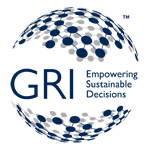 TM
GRI
Empowering
Sustainable
Decisions